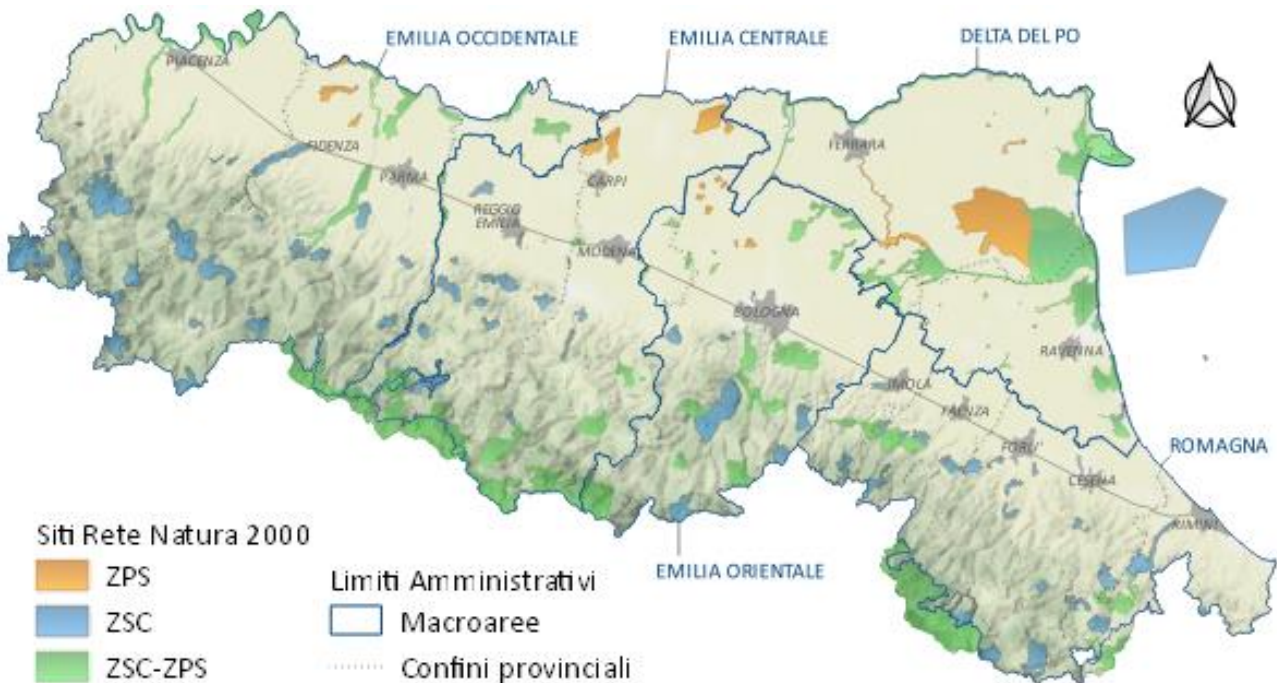 EMILIA OCCIDENTALE
EMILIA CENTRALE
DELTA DEL PO
PIACENZA
FIDENZA
PARMA
REGGIO
EMILIA
CARPI
MODENA
FERRARA
BOLOGNA
RAVENNA
IMOLA
FAENZA
FORLI'
CESENA
ROMAGNA
RIMINI
EMILIA ORIENTALE
Siti Rete Natura 2000
ZPS
ZSC
ZSC-ZPS
Limiti Amministrativi
Macroaree
Confini provinciali